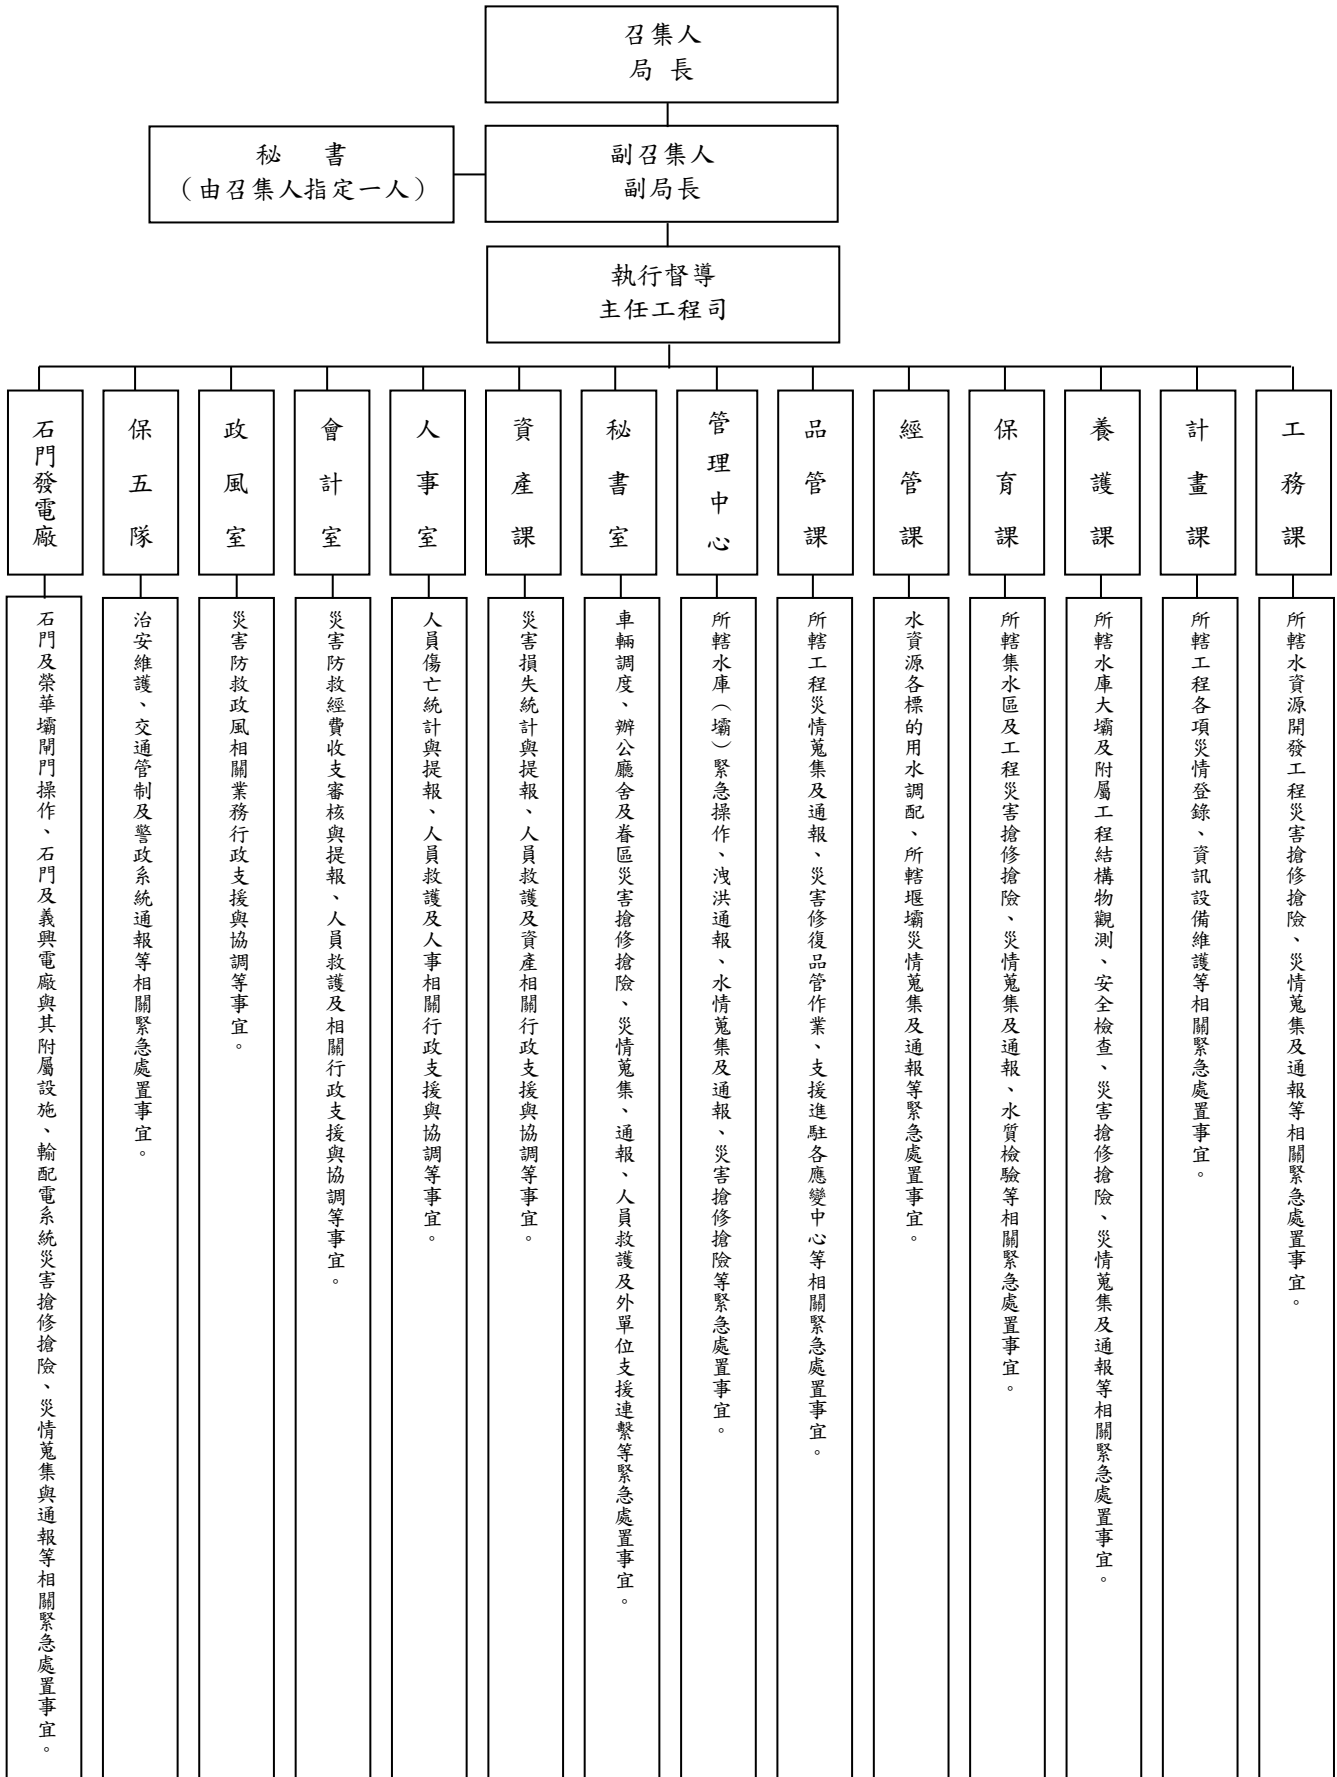 召集人
局 長
秘 書
（由召集人指定一人）
副召集人
副局長
執行督導
主任工程司
工務課
所轄水資源開發工程災害搶修搶險、災情蒐集及通報等相關緊急處置事宜。
計畫課
所轄工程各項災情登錄、資訊設備維護等相關緊急處置事宜。
養護課
所轄水庫大壩及附屬工程結構物觀測、安全檢查、災害搶修搶險、災情蒐集及通報等相關緊急處置事宜。
保育課
所轄集水區及工程災害搶修搶險、災情蒐集及通報、水質檢驗等相關緊急處置事宜。
經管課
水資源各標的用水調配、所轄堰壩災情蒐集及通報等緊急處置事宜。
品管課
所轄工程災情蒐集及通報、災害修復品管作業、支援進駐各應變中心等相關緊急處置事宜。
管理中心
所轄水庫（壩）緊急操作、洩洪通報、水情蒐集及通報、災害搶修搶險等緊急處置事宜。
秘書室
車輛調度、辦公廳舍及眷區災害搶修搶險、災情蒐集、通報、人員救護及外單位支援連繫等緊急處置事宜。
資產課
災害損失統計與提報、人員救護及資產相關行政支援與協調等事宜。
人事室
人員傷亡統計與提報、人員救護及人事相關行政支援與協調等事宜。
會計室
災害防救經費收支審核與提報、人員救護及相關行政支援與協調等事宜。
政風室
災害防救政風相關業務行政支援與協調等事宜。
保五隊
治安維護、交通管制及警政系統通報等相關緊急處置事宜。
石門發電廠
石門及榮華壩閘門操作、石門及義興電廠與其附屬設施、輸配電系統災害搶修搶險、災情蒐集與通報等相關緊急處置事宜。